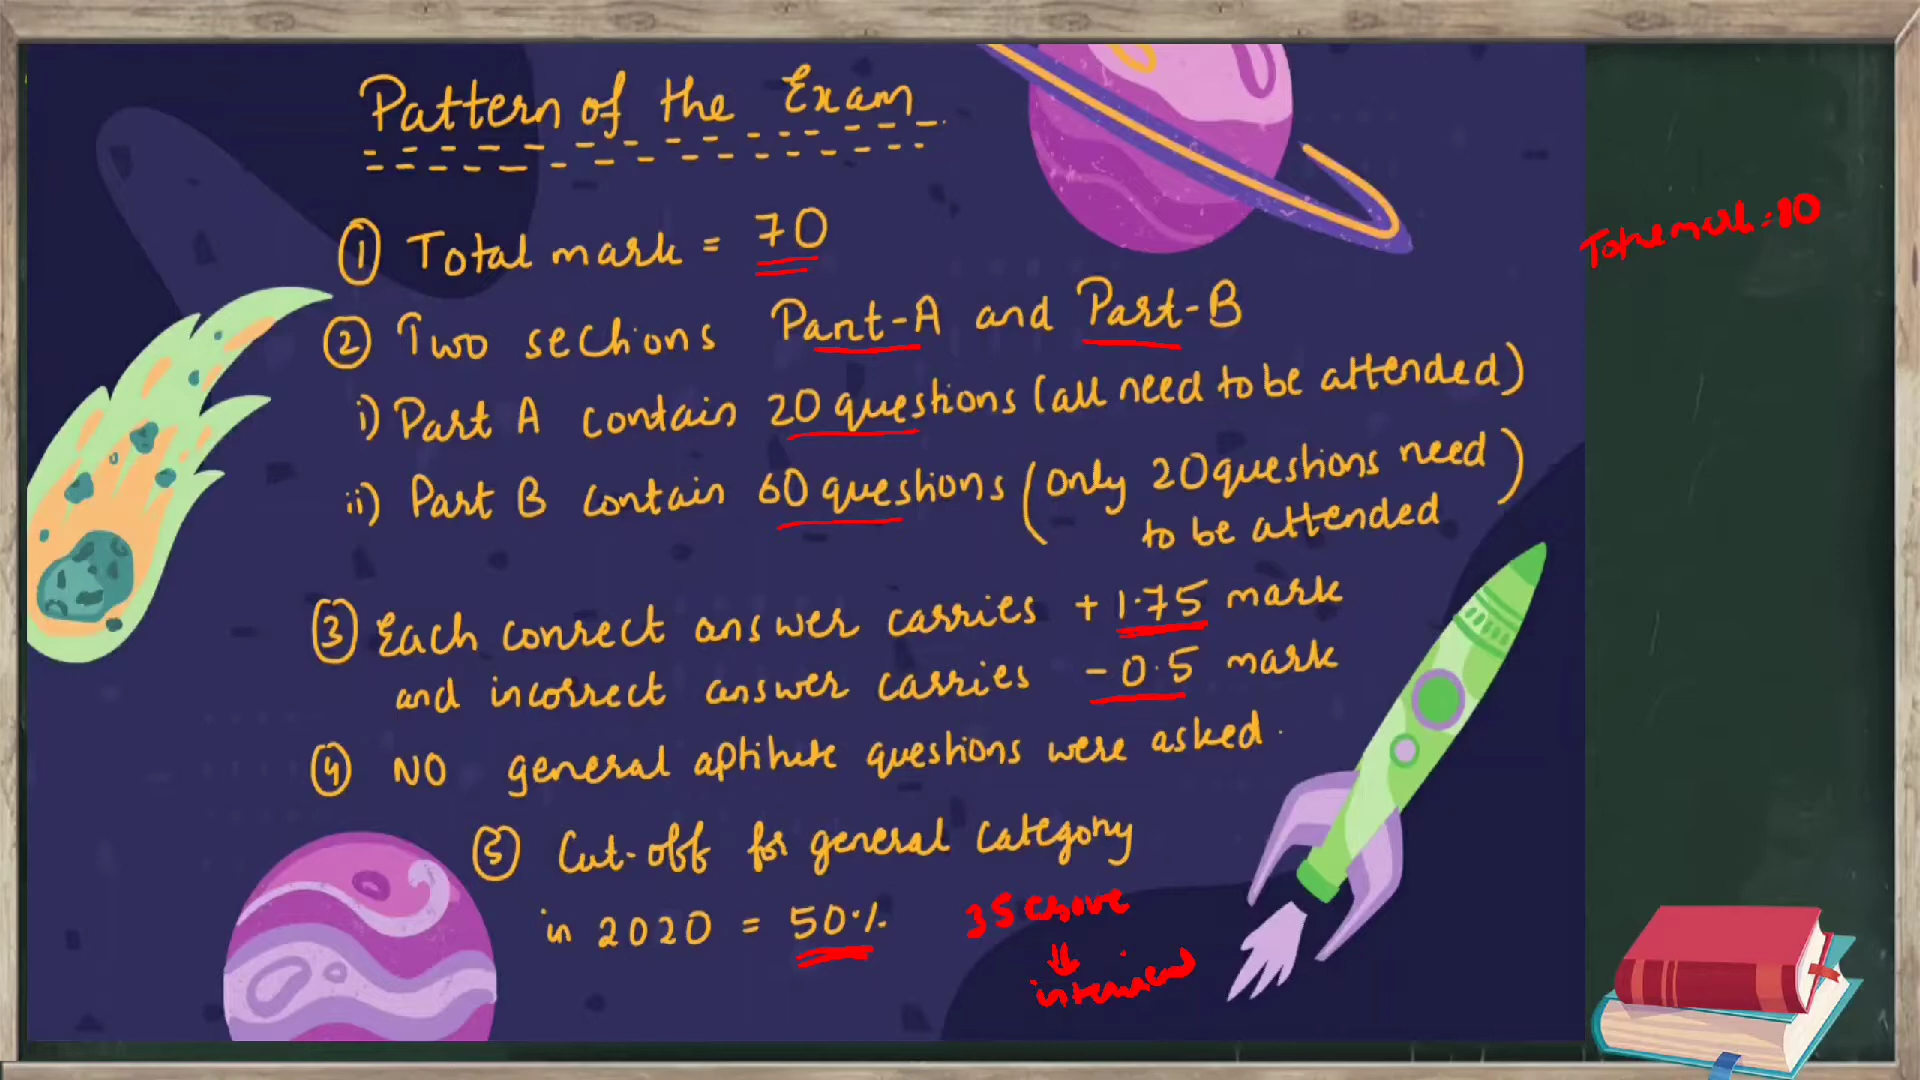 Pattern of the Exam
① Total mark = 70
② Two sections Part-A and Part-B
i) Part A contain 20 questions (all need to be attended)
ii) Part B contain 60 questions (only 20 questions need
to be attended)
③ Each correct answer carries + 1.75 mark
and incorrect answer carries - 0.5 mark
④ NO general aptitute questions were asked.
⑤ Cut-off for general category
in 2020 = 50%
35 above
⇓
mark =